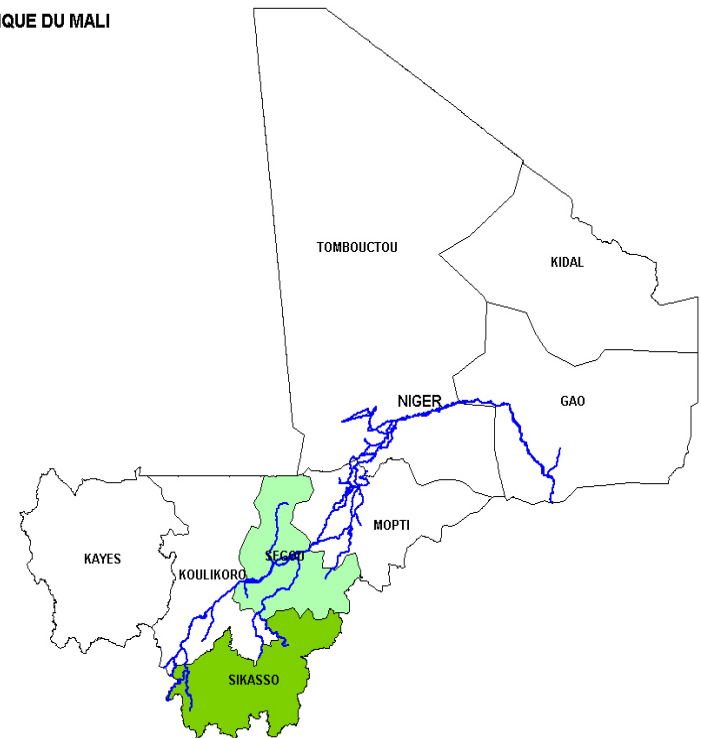 IQUE DU MALI
TOMBOUCTOU
KIDAL
NIGER
GAO
MOPTI
SEGOU
KAYES
KOULIKORO
SIKASSO